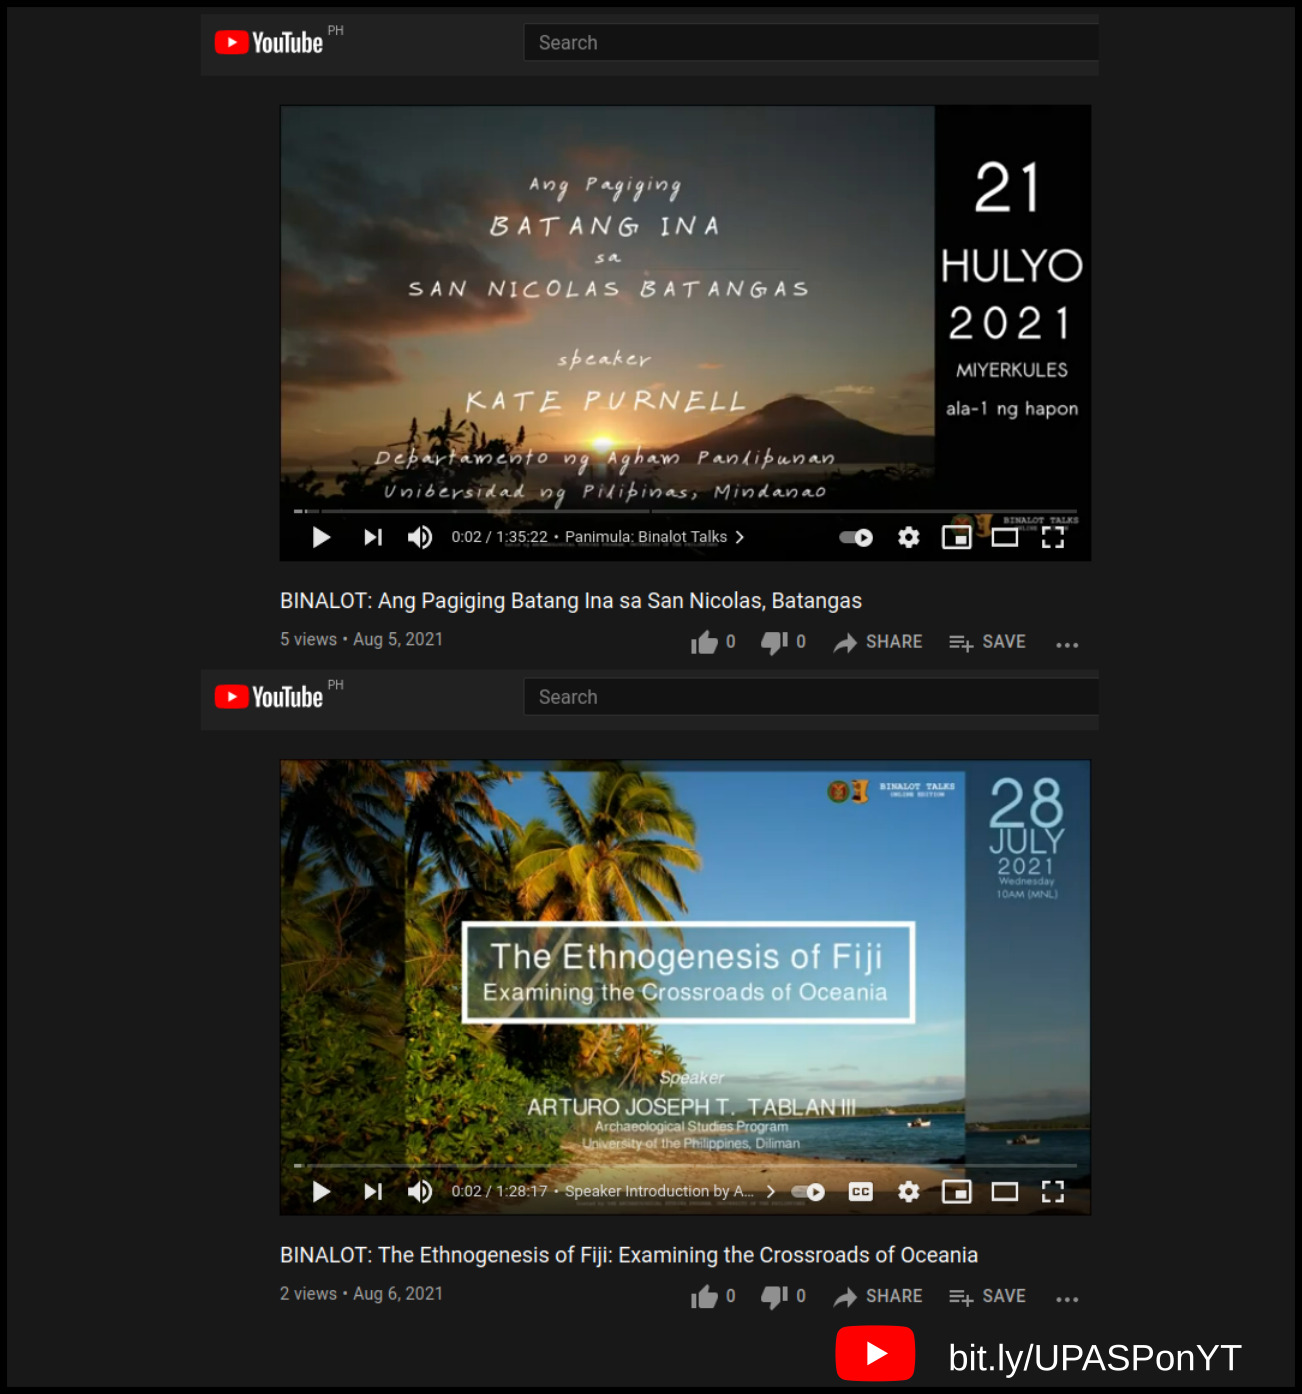 YouTube PH
Search
Ang Pagiging
BATANG INA
sa
SAN NICOLAS BATANGAS
speaker
KATE PURNELL
Departamento ng Agham Panlipunan
Unibersidad ng Pilipinas, Mindanao
21
HULYO
2021
MIYERKULES
ala-1 ng hapon
BINALOT TALKS
0:02 / 1:35:22 • Panimula: Binalot Talks
BINALOT: Ang Pagiging Batang Ina sa San Nicolas, Batangas
5 views • Aug 5, 2021
0 0 SHARE SAVE
YouTube PH
Search
BINALOT TALKS
ONLINE EDITION
28
JULY
2021
Wednesday
10AM (MNL)
The Ethnogenesis of Fiji
Examining the Crossroads of Oceania
Speaker
ARTURO JOSEPH T. TABLAN III
Archaeological Studies Program
University of the Philippines, Diliman
0:02 / 1:28:17 • Speaker Introduction by A...
CC
BINALOT: The Ethnogenesis of Fiji: Examining the Crossroads of Oceania
2 views • Aug 6, 2021
0 0 SHARE SAVE
bit.ly/UPASPonYT